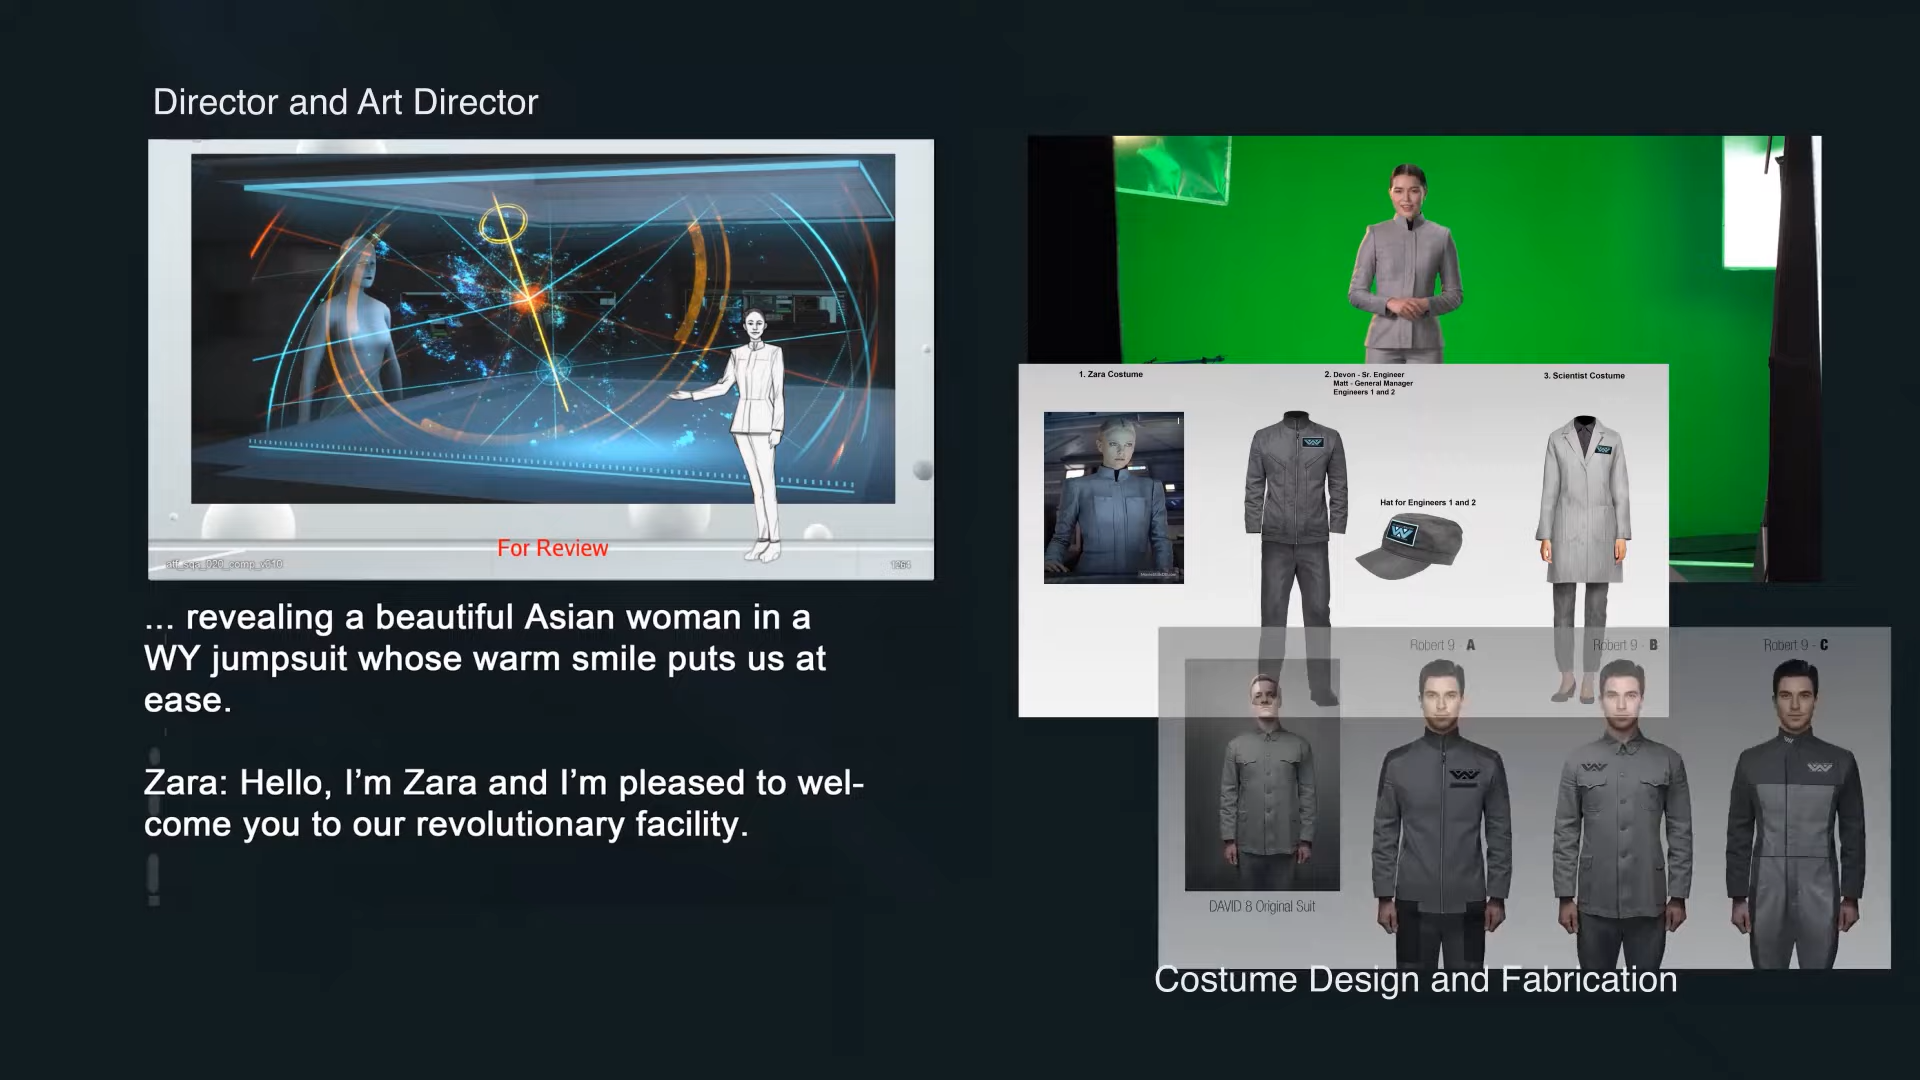 Director and Art Director
For Review
aff_sqa_020_comp_v310
1264
... revealing a beautiful Asian woman in a
WY jumpsuit whose warm smile puts us at
ease.
Zara: Hello, I’m Zara and I’m pleased to wel-
come you to our revolutionary facility.
1. Zara Costume
2. Devon - Sr. Engineer
Matt - General Manager
Engineers 1 and 2
3. Scientist Costume
Hat for Engineers 1 and 2
Robert 9 - A
Robert 9 - B
Robert 9 - C
DAVID 8 Original Suit
Costume Design and Fabrication